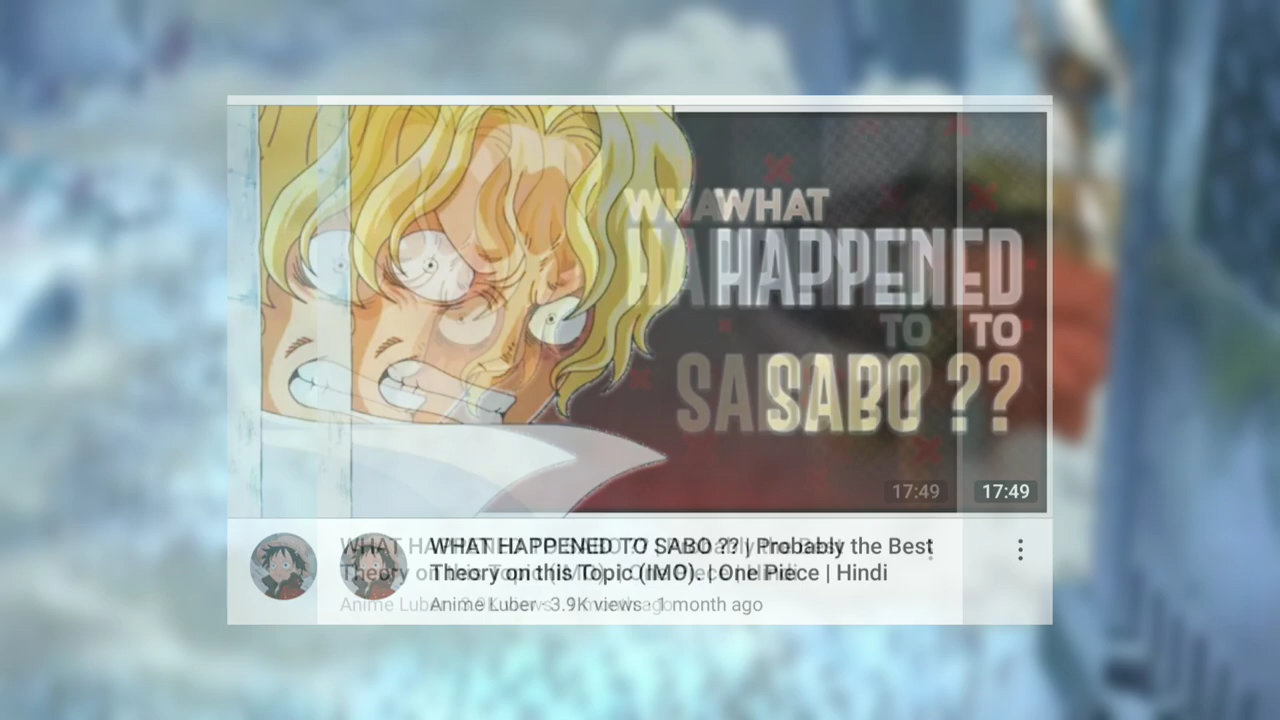 WHAT
HAPPENED
TO
SABO ??
17:49
WHAT HAPPENED TO SABO ?? | Probably the Best
Theory on this Topic (IMO). | One Piece | Hindi
Anime Luber · 3.9K views · 1 month ago